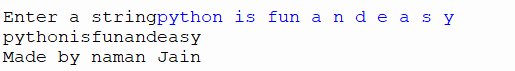 Enter a stringpython is fun a n d e a s y
pythonisfunandeasy
Made by naman Jain